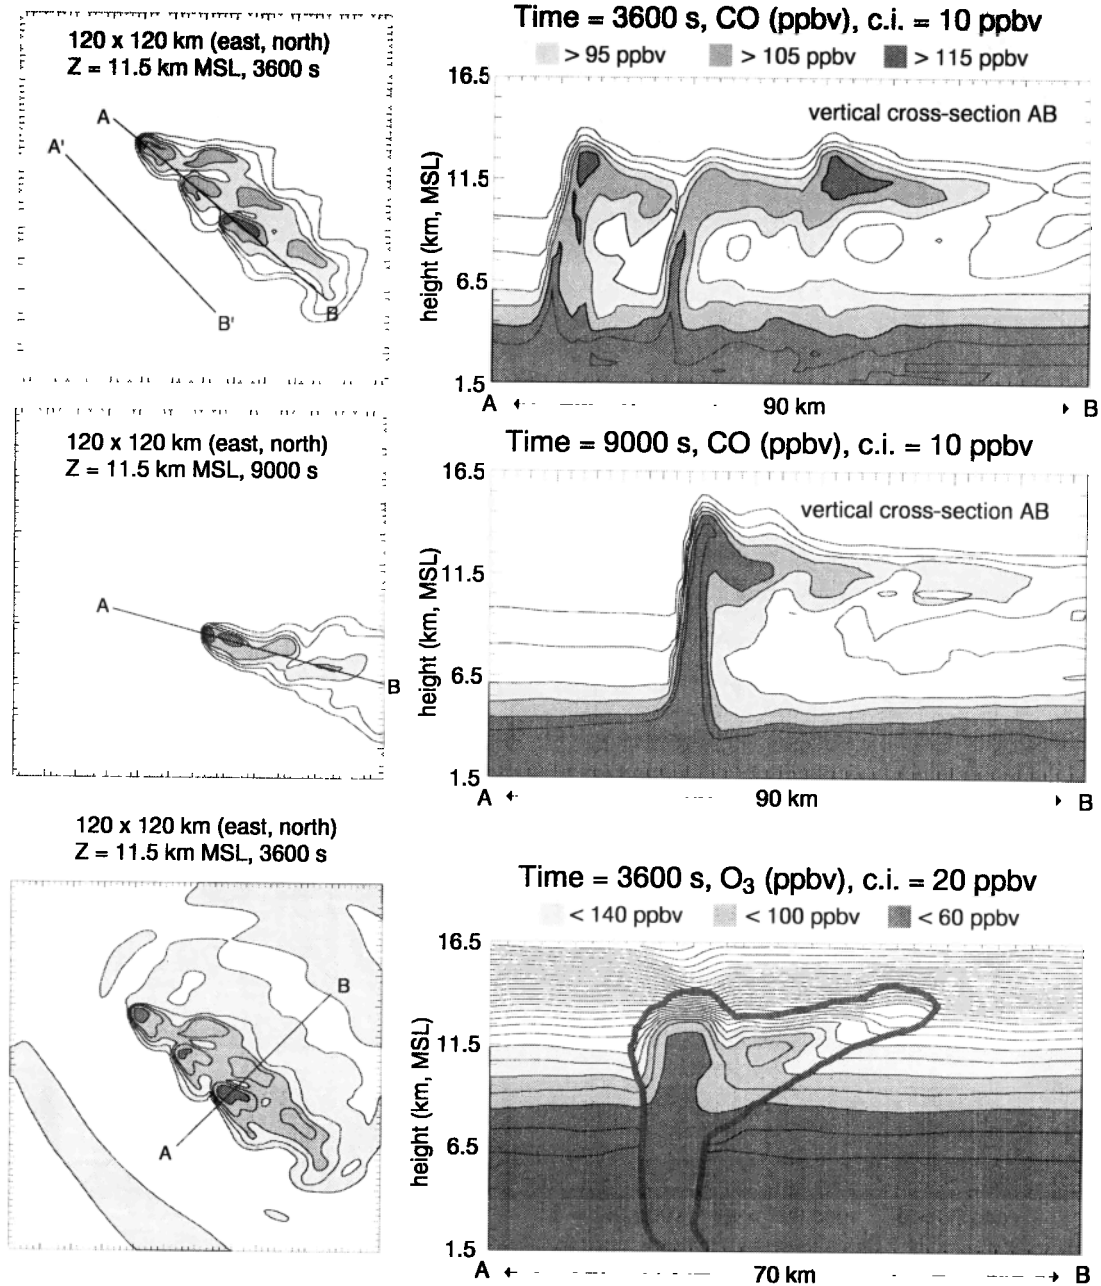 120 x 120 km (east, north)
Z = 11.5 km MSL, 3600 s
A
A'
B
B'
Time = 3600 s, CO (ppbv), c.i. = 10 ppbv
> 95 ppbv
> 105 ppbv
> 115 ppbv
16.5
vertical cross-section AB
11.5
height (km, MSL)
6.5
1.5
A
90 km
B
120 x 120 km (east, north)
Z = 11.5 km MSL, 9000 s
A
B
Time = 9000 s, CO (ppbv), c.i. = 10 ppbv
16.5
vertical cross-section AB
11.5
height (km, MSL)
6.5
1.5
A
90 km
B
120 x 120 km (east, north)
Z = 11.5 km MSL, 3600 s
B
A
Time = 3600 s, O₃ (ppbv), c.i. = 20 ppbv
< 140 ppbv
< 100 ppbv
< 60 ppbv
16.5
11.5
height (km, MSL)
6.5
1.5
A
70 km
B